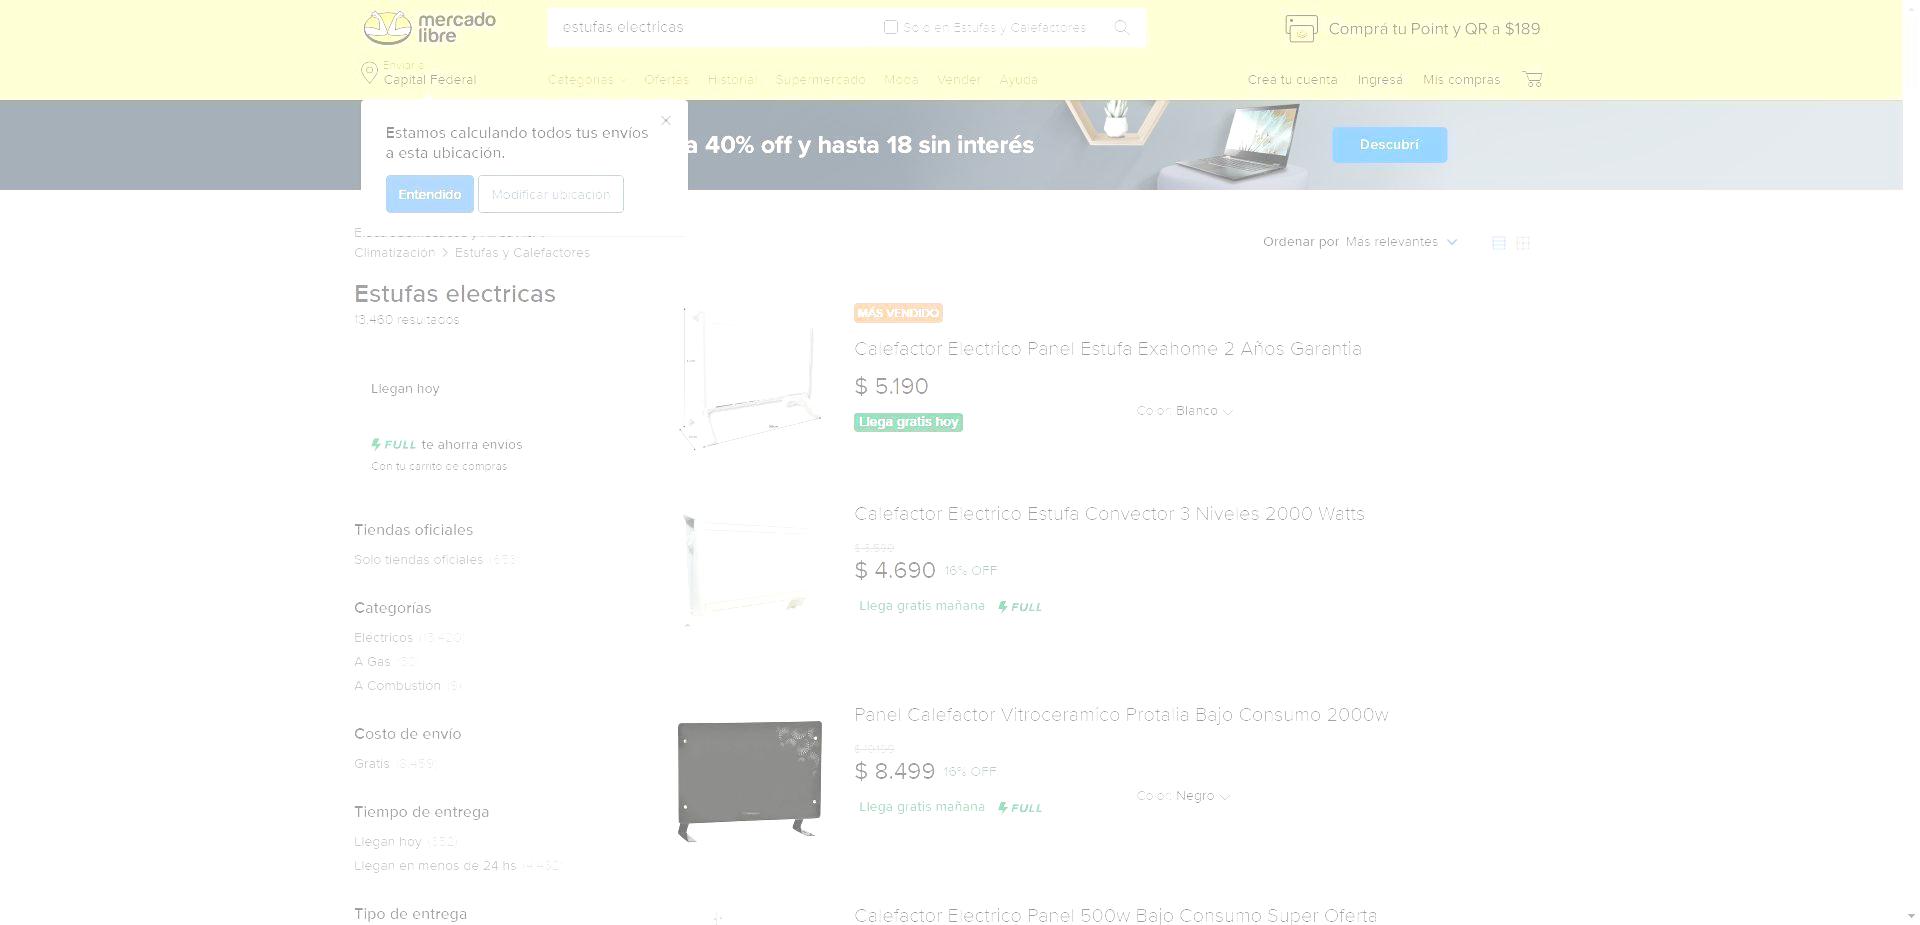 mercado
libre
estufas electricas
Solo en Estufas y Calefactores
Comprá tu Point y QR a $189
Enviar a
Capital Federal
Categorías
Ofertas
Historial
Supermercado
Moda
Vender
Ayuda
Creá tu cuenta
Ingresá
Mis compras
Estamos calculando todos tus envíos
a esta ubicación.
Entendido
Modificar ubicación
a 40% off y hasta 18 sin interés
Descubrí
Climatización > Estufas y Calefactores
Ordenar por Más relevantes
Estufas electricas
13.460 resultados
Llegan hoy
FULL te ahorra envíos
Con tu carrito de compras
Tiendas oficiales
Solo tiendas oficiales
Categorías
Eléctricos (13.420)
A Gas
A Combustión
Costo de envío
Gratis (8.459)
Tiempo de entrega
Llegan hoy (352)
Llegan en menos de 24 hs (4.432)
Tipo de entrega
MÁS VENDIDO
Calefactor Electrico Panel Estufa Exahome 2 Años Garantia
$ 5.190
Llega gratis hoy
Color: Blanco
Calefactor Electrico Estufa Convector 3 Niveles 2000 Watts
$ 4.690 16% OFF
Llega gratis mañana FULL
Panel Calefactor Vitroceramico Protalia Bajo Consumo 2000w
$ 10.199
$ 8.499 16% OFF
Llega gratis mañana FULL
Color: Negro
Calefactor Electrico Panel 500w Bajo Consumo Super Oferta